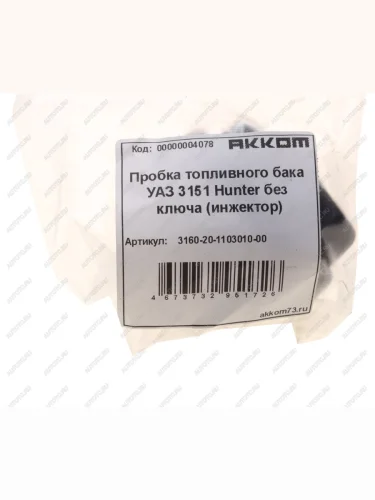 Код: 00000004078 AKKOM
Пробка топливного бака
УАЗ 3151 Hunter без
ключа (инжектор)
Артикул: 3160-20-1103010-00
4673732961726
akkom73.ru